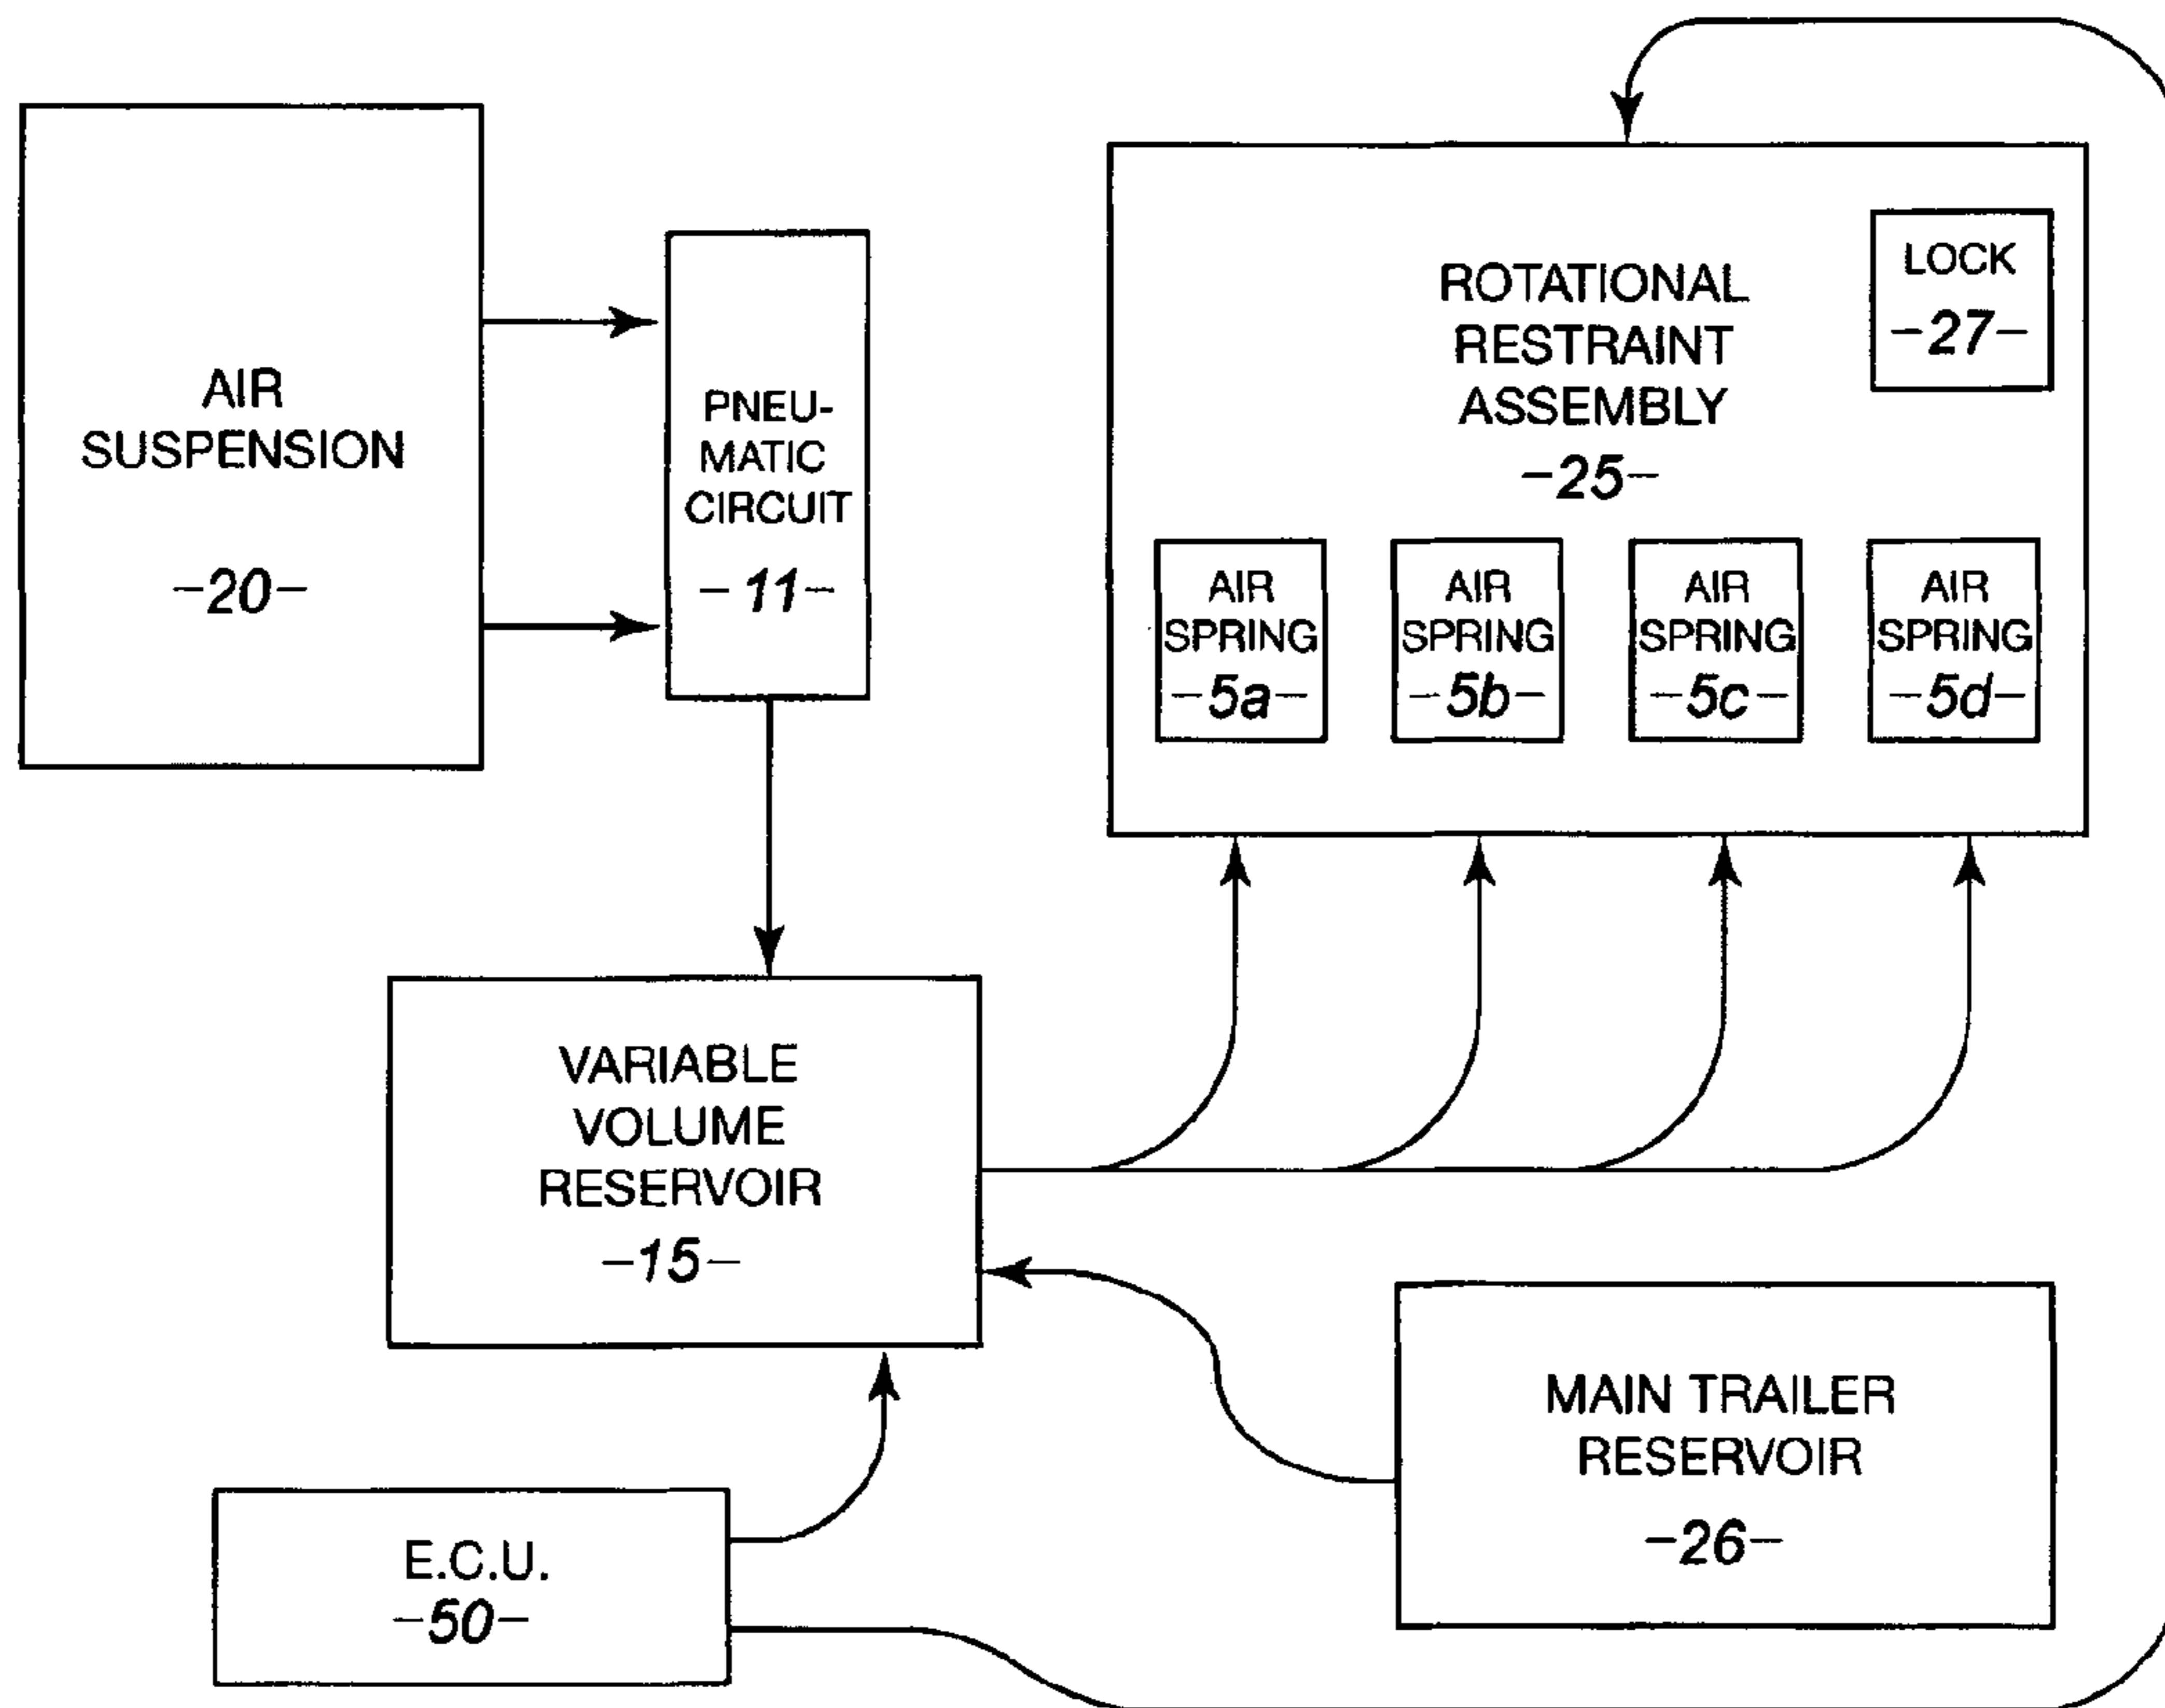 AIR
SUSPENSION
-20-
PNEU-
MATIC
CIRCUIT
-11-
ROTATIONAL
RESTRAINT
ASSEMBLY
-25-
LOCK
-27-
AIR
SPRING
-5a-
AIR
SPRING
-5b-
AIR
SPRING
-5c-
AIR
SPRING
-5d-
VARIABLE
VOLUME
RESERVOIR
-15-
MAIN TRAILER
RESERVOIR
-26-
E.C.U.
-50-